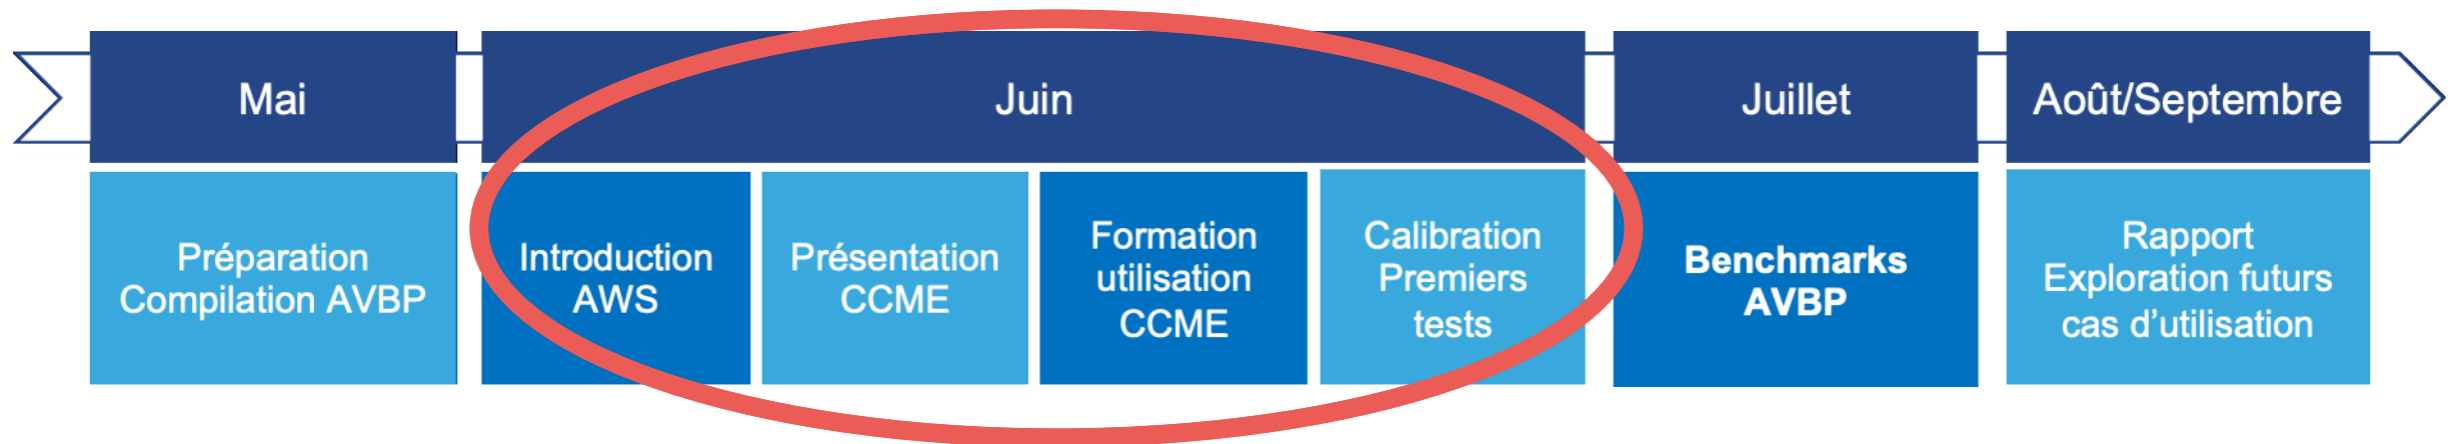 Mai
Juin
Juillet
Août/Septembre
Préparation
Compilation AVBP
Introduction
AWS
Présentation
CCME
Formation
utilisation
CCME
Calibration
Premiers
tests
Benchmarks
AVBP
Rapport
Exploration futurs
cas d’utilisation